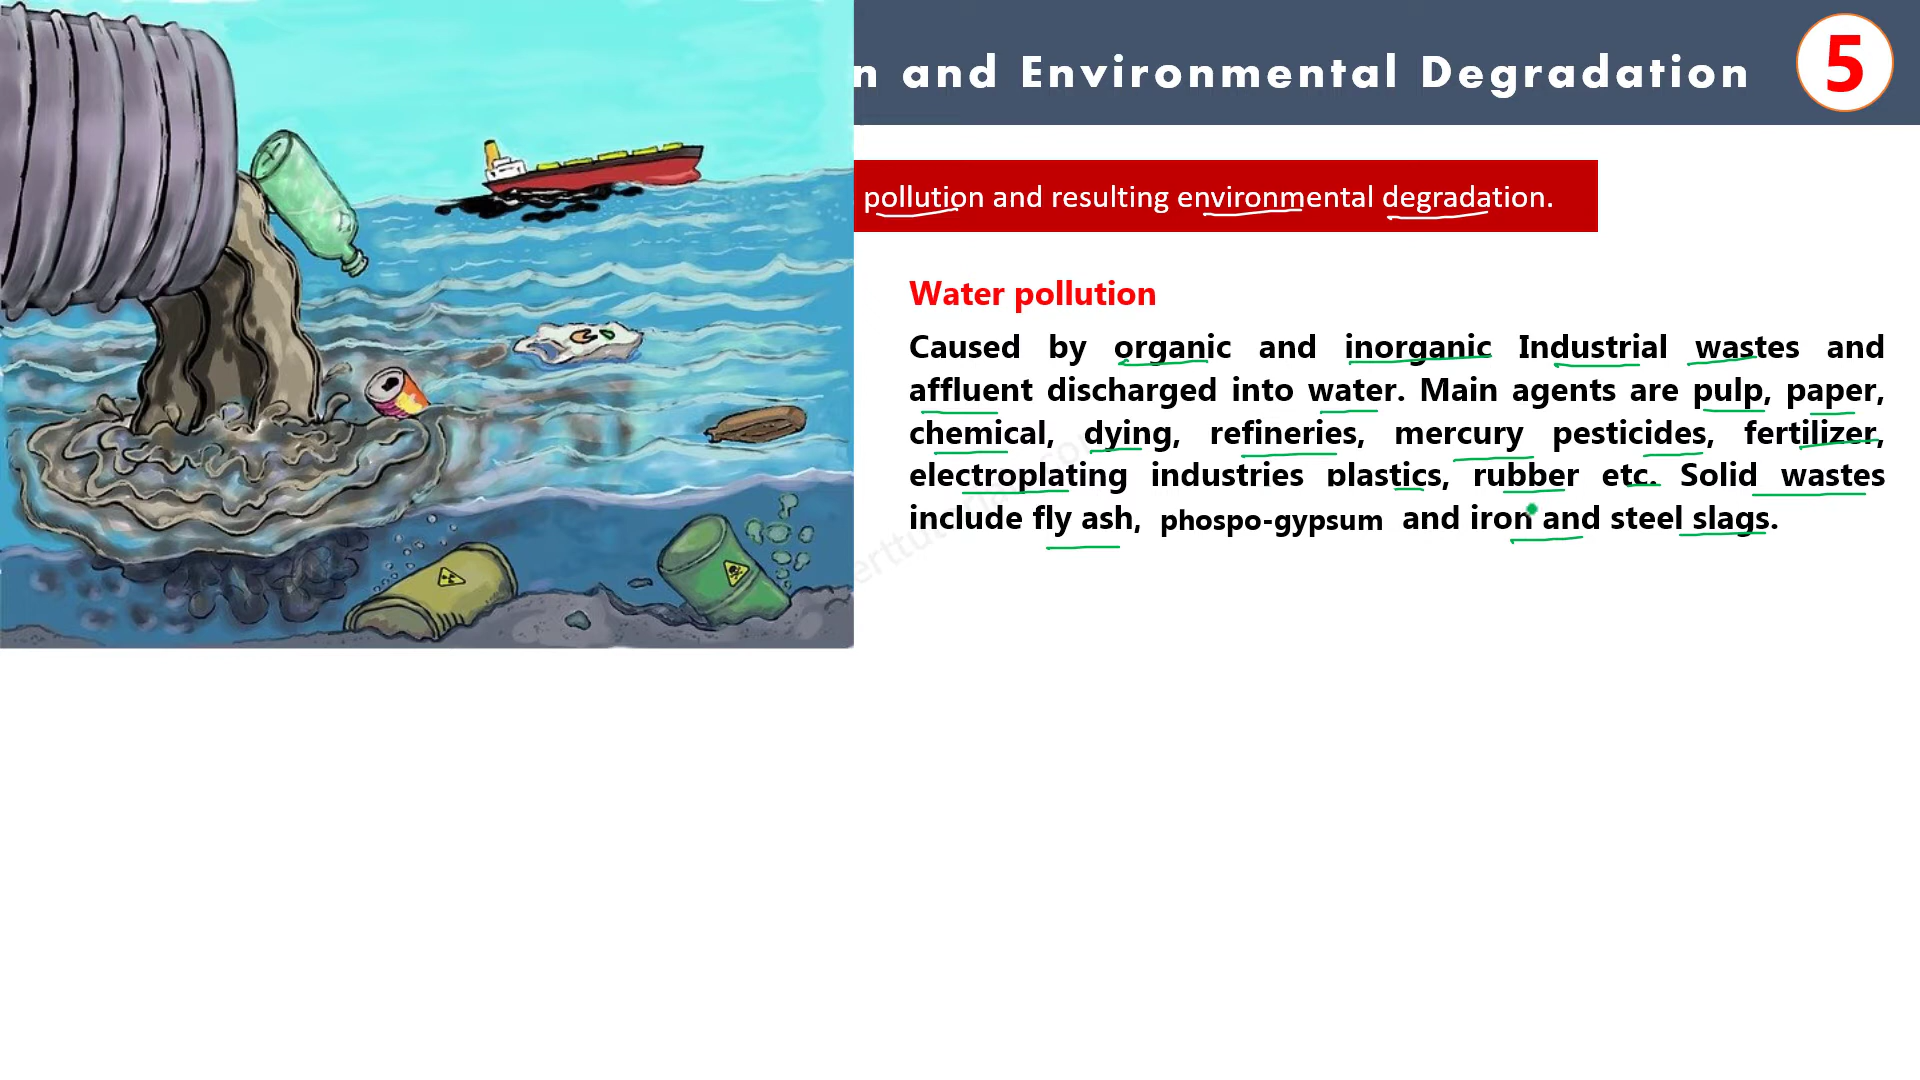 n and Environmental Degradation
5
pollution and resulting environmental degradation.
Water pollution
Caused by organic and inorganic Industrial wastes and
affluent discharged into water. Main agents are pulp, paper,
chemical, dying, refineries, mercury pesticides, fertilizer,
electroplating industries plastics, rubber etc. Solid wastes
include fly ash, phospo-gypsum and iron and steel slags.